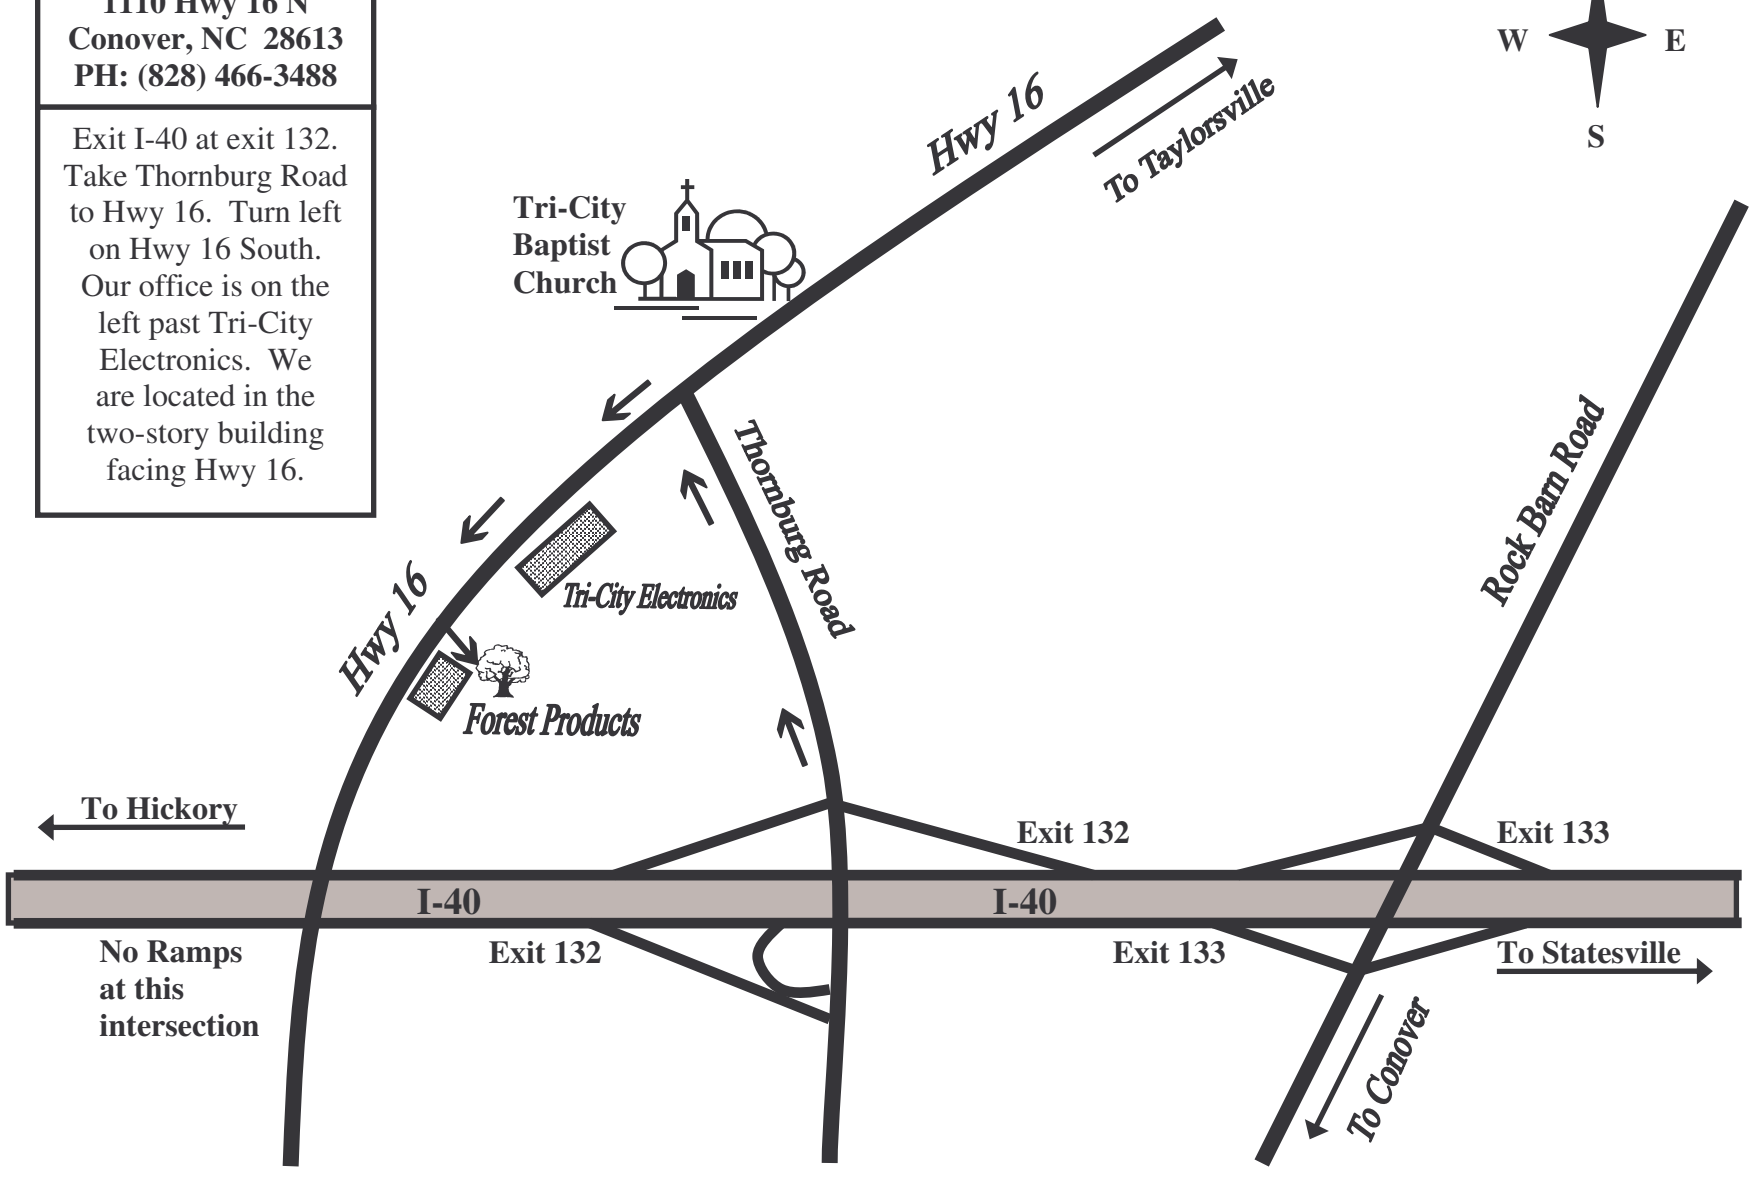 1110 Hwy 16 N
Conover, NC 28613
PH: (828) 466-3488
Exit I-40 at exit 132.
Take Thornburg Road
to Hwy 16. Turn left
on Hwy 16 South.
Our office is on the
left past Tri-City
Electronics. We
are located in the
two-story building
facing Hwy 16.
W
E
S
Hwy 16
To Taylorsville
Tri-City
Baptist
Church
Thornburg Road
Rock Barn Road
Tri-City Electronics
Hwy 16
Forest Products
To Hickory
Exit 132
Exit 133
I-40
I-40
No Ramps
at this
intersection
Exit 132
Exit 133
To Statesville
To Conover